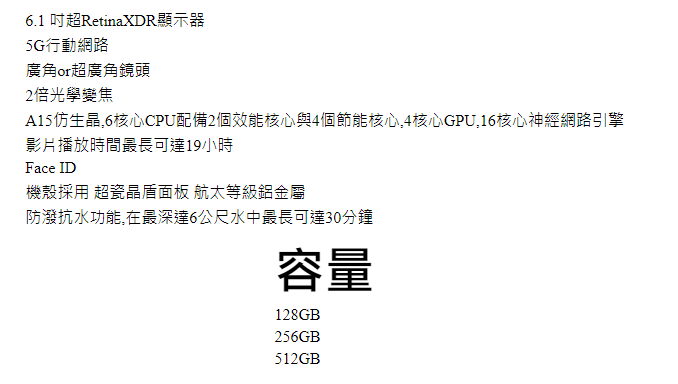 6.1 吋超RetinaXDR顯示器
5G行動網路
廣角or超廣角鏡頭
2倍光學變焦
A15仿生晶,6核心CPU配備2個效能核心與4個節能核心,4核心GPU,16核心神經網路引擎
影片播放時間最長可達19小時
Face ID
機殼採用 超瓷晶盾面板 航太等級鋁金屬
防潑抗水功能,在最深達6公尺水中最長可達30分鐘
容量
128GB
256GB
512GB